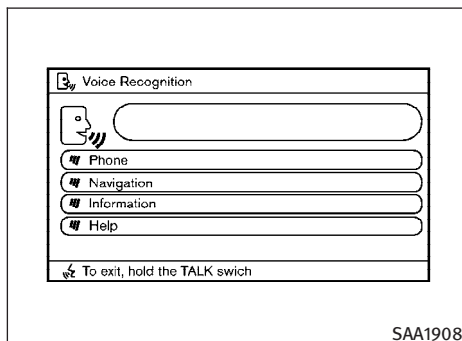 Voice Recognition
Phone
Navigation
Information
Help
To exit, hold the TALK swich
SAA1908